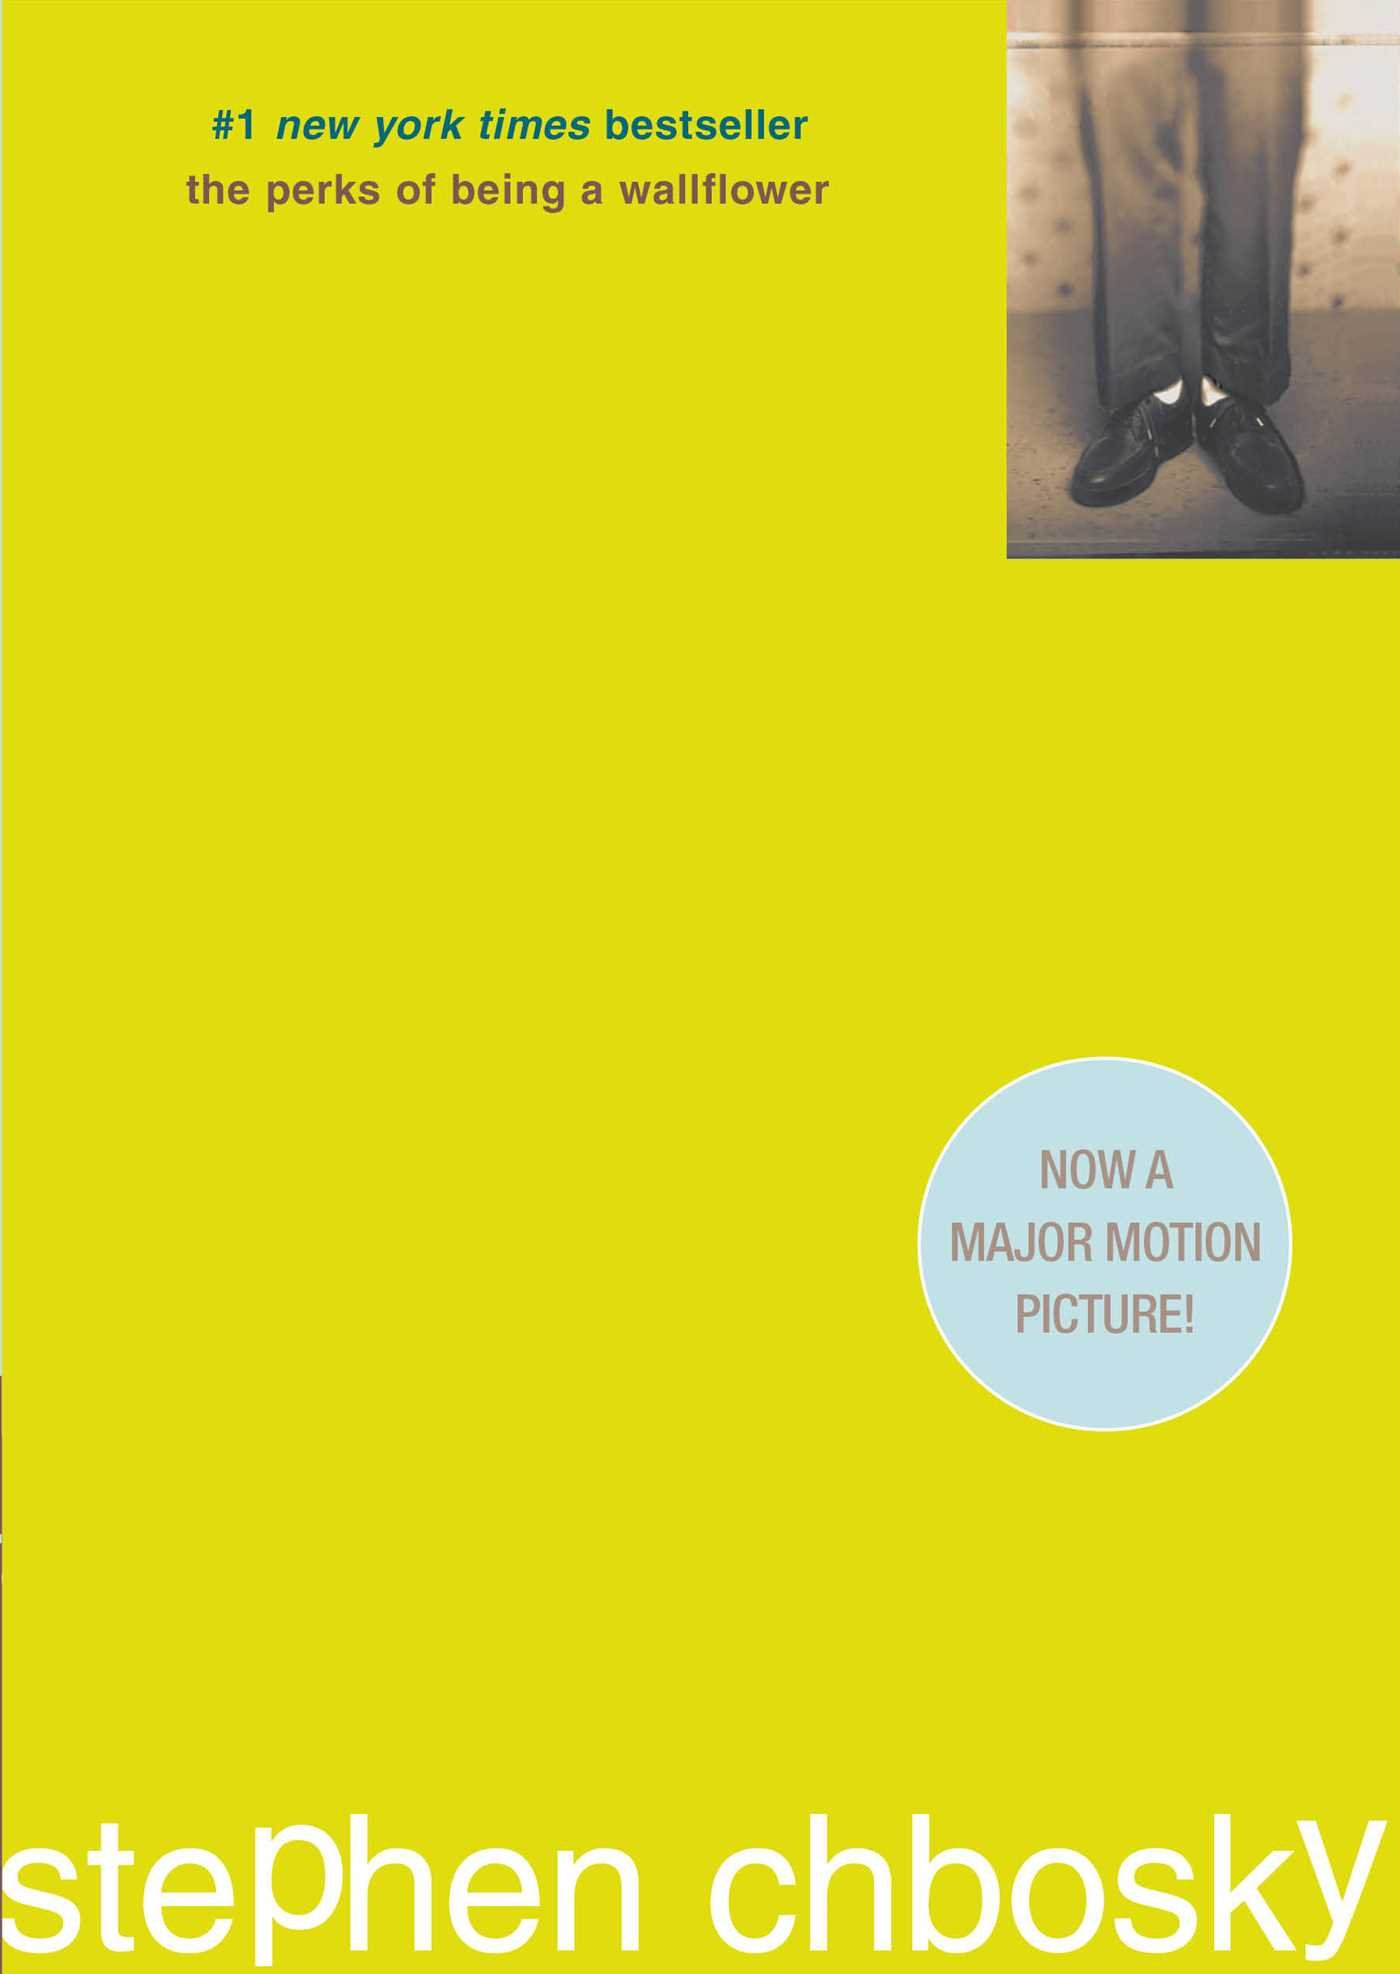 #1 new york times bestseller
the perks of being a wallflower
NOW A
MAJOR MOTION
PICTURE!
stephen chbosky